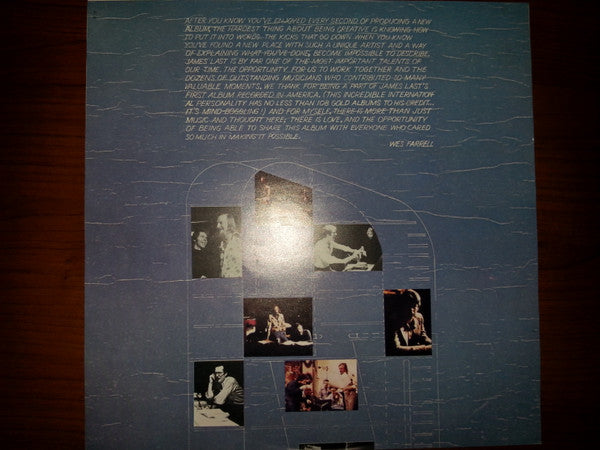 AFTER YOU KNOW YOU'VE ENJOYED EVERY SECOND OF PRODUCING A NEW
ALBUM, THE HARDEST THING ABOUT BEING CREATIVE IS KNOWING HOW
TO PUT IT INTO WORDS. THE KICKS THAT GO DOWN WHEN YOU KNOW
YOU'VE FOUND A NEW PLACE WITH SUCH A UNIQUE ARTIST AND A WAY
OF EXPLAINING WHAT YOU'VE DONE, BECOME IMPOSSIBLE TO DESCRIBE.
JAMES LAST IS BY FAR ONE OF THE MOST IMPORTANT TALENTS OF
OUR TIME. THE OPPORTUNITY FOR US TO WORK TOGETHER AND THE
DOZENS OF OUTSTANDING MUSICIANS WHO CONTRIBUTED SO MANY
VALUABLE MOMENTS, WE THANK FOR BEING A PART OF JAMES LAST'S
FIRST ALBUM RECORDED IN AMERICA. (THIS INCREDIBLE INTERNATION
AL PERSONALITY HAS NO LESS THAN 108 GOLD ALBUMS TO HIS CREDIT...
IT'S MIND-BOGGLING!) AND FOR MYSELF, THERE IS MORE THAN JUST
MUSIC AND THOUGHT HERE; THERE IS LOVE, AND THE OPPORTUNITY
OF BEING ABLE TO SHARE THIS ALBUM WITH EVERYONE WHO CARED
SO MUCH IN MAKING IT POSSIBLE.
WES FARRELL